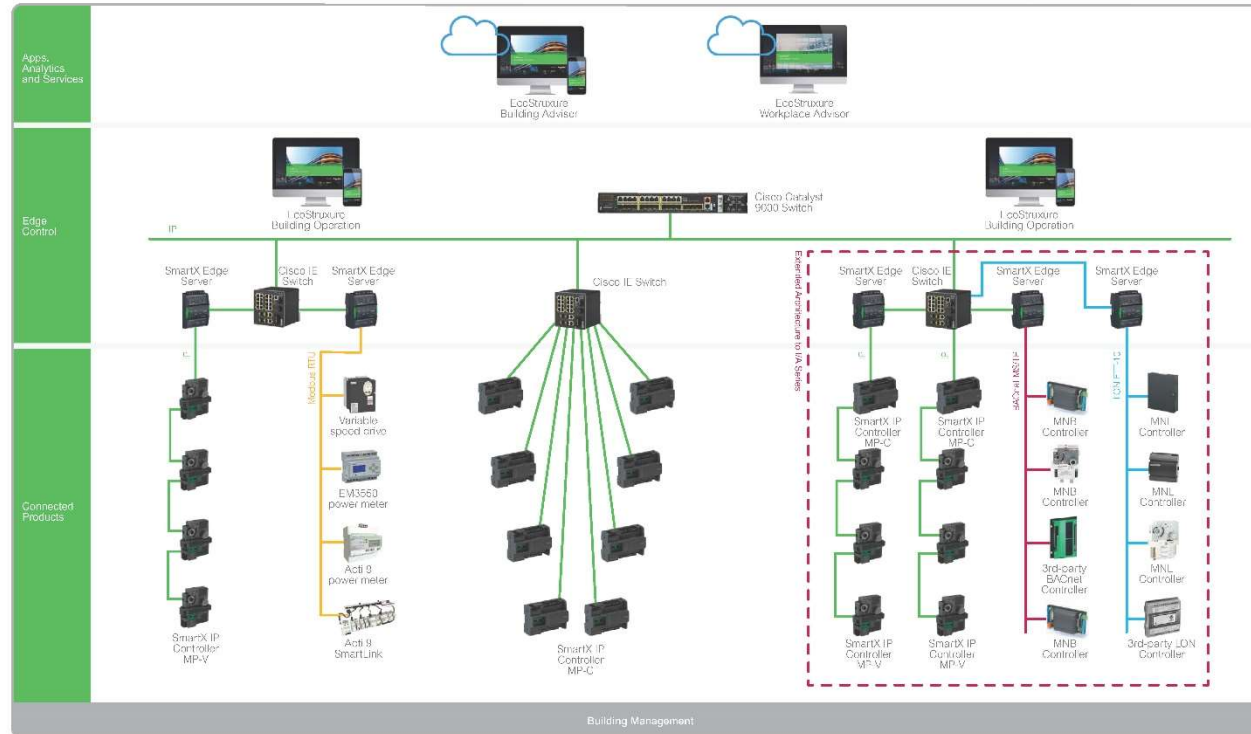 Apps,
Analytics
and Services
EcoStruxure
Building Adviser
EcoStruxure
Workplace Advisor
Edge
Control
EcoStruxure
Building Operation
Cisco Catalyst
9000 Switch
EcoStruxure
Building Operation
IP
SmartX Edge
Server
Cisco IE
Switch
SmartX Edge
Server
Cisco IE Switch
Extended Architecture to I/A Series
SmartX Edge
Server
Cisco IE
Switch
SmartX Edge
Server
SmartX Edge
Server
Connected
Products
Modbus RTU
Variable
speed drive
EM3550
power meter
Acti 9
power meter
Acti 9
SmartLink
SmartX IP
Controller
MP-V
SmartX IP
Controller
MP-C
SmartX IP
Controller
MP-C
SmartX IP
Controller
MP-C
SmartX IP
Controller
MP-V
SmartX IP
Controller
MP-V
MNB
Controller
MNB
Controller
3rd-party
BACnet
Controller
MNB
Controller
MNL
Controller
MNL
Controller
MNL
Controller
3rd-party LON
Controller
Building Management